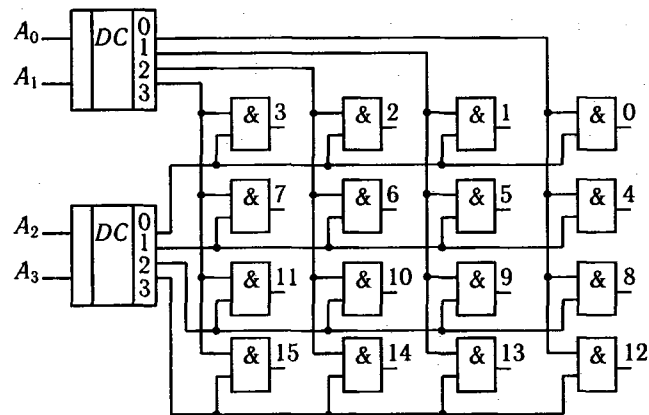 A₀ DC 0
1
A₁ 2
3
& 3 & 2 & 1 & 0
& 7 & 6 & 5 & 4
A₂ DC 0
1
A₃ 2
3
& 11 & 10 & 9 & 8
& 15 & 14 & 13 & 12